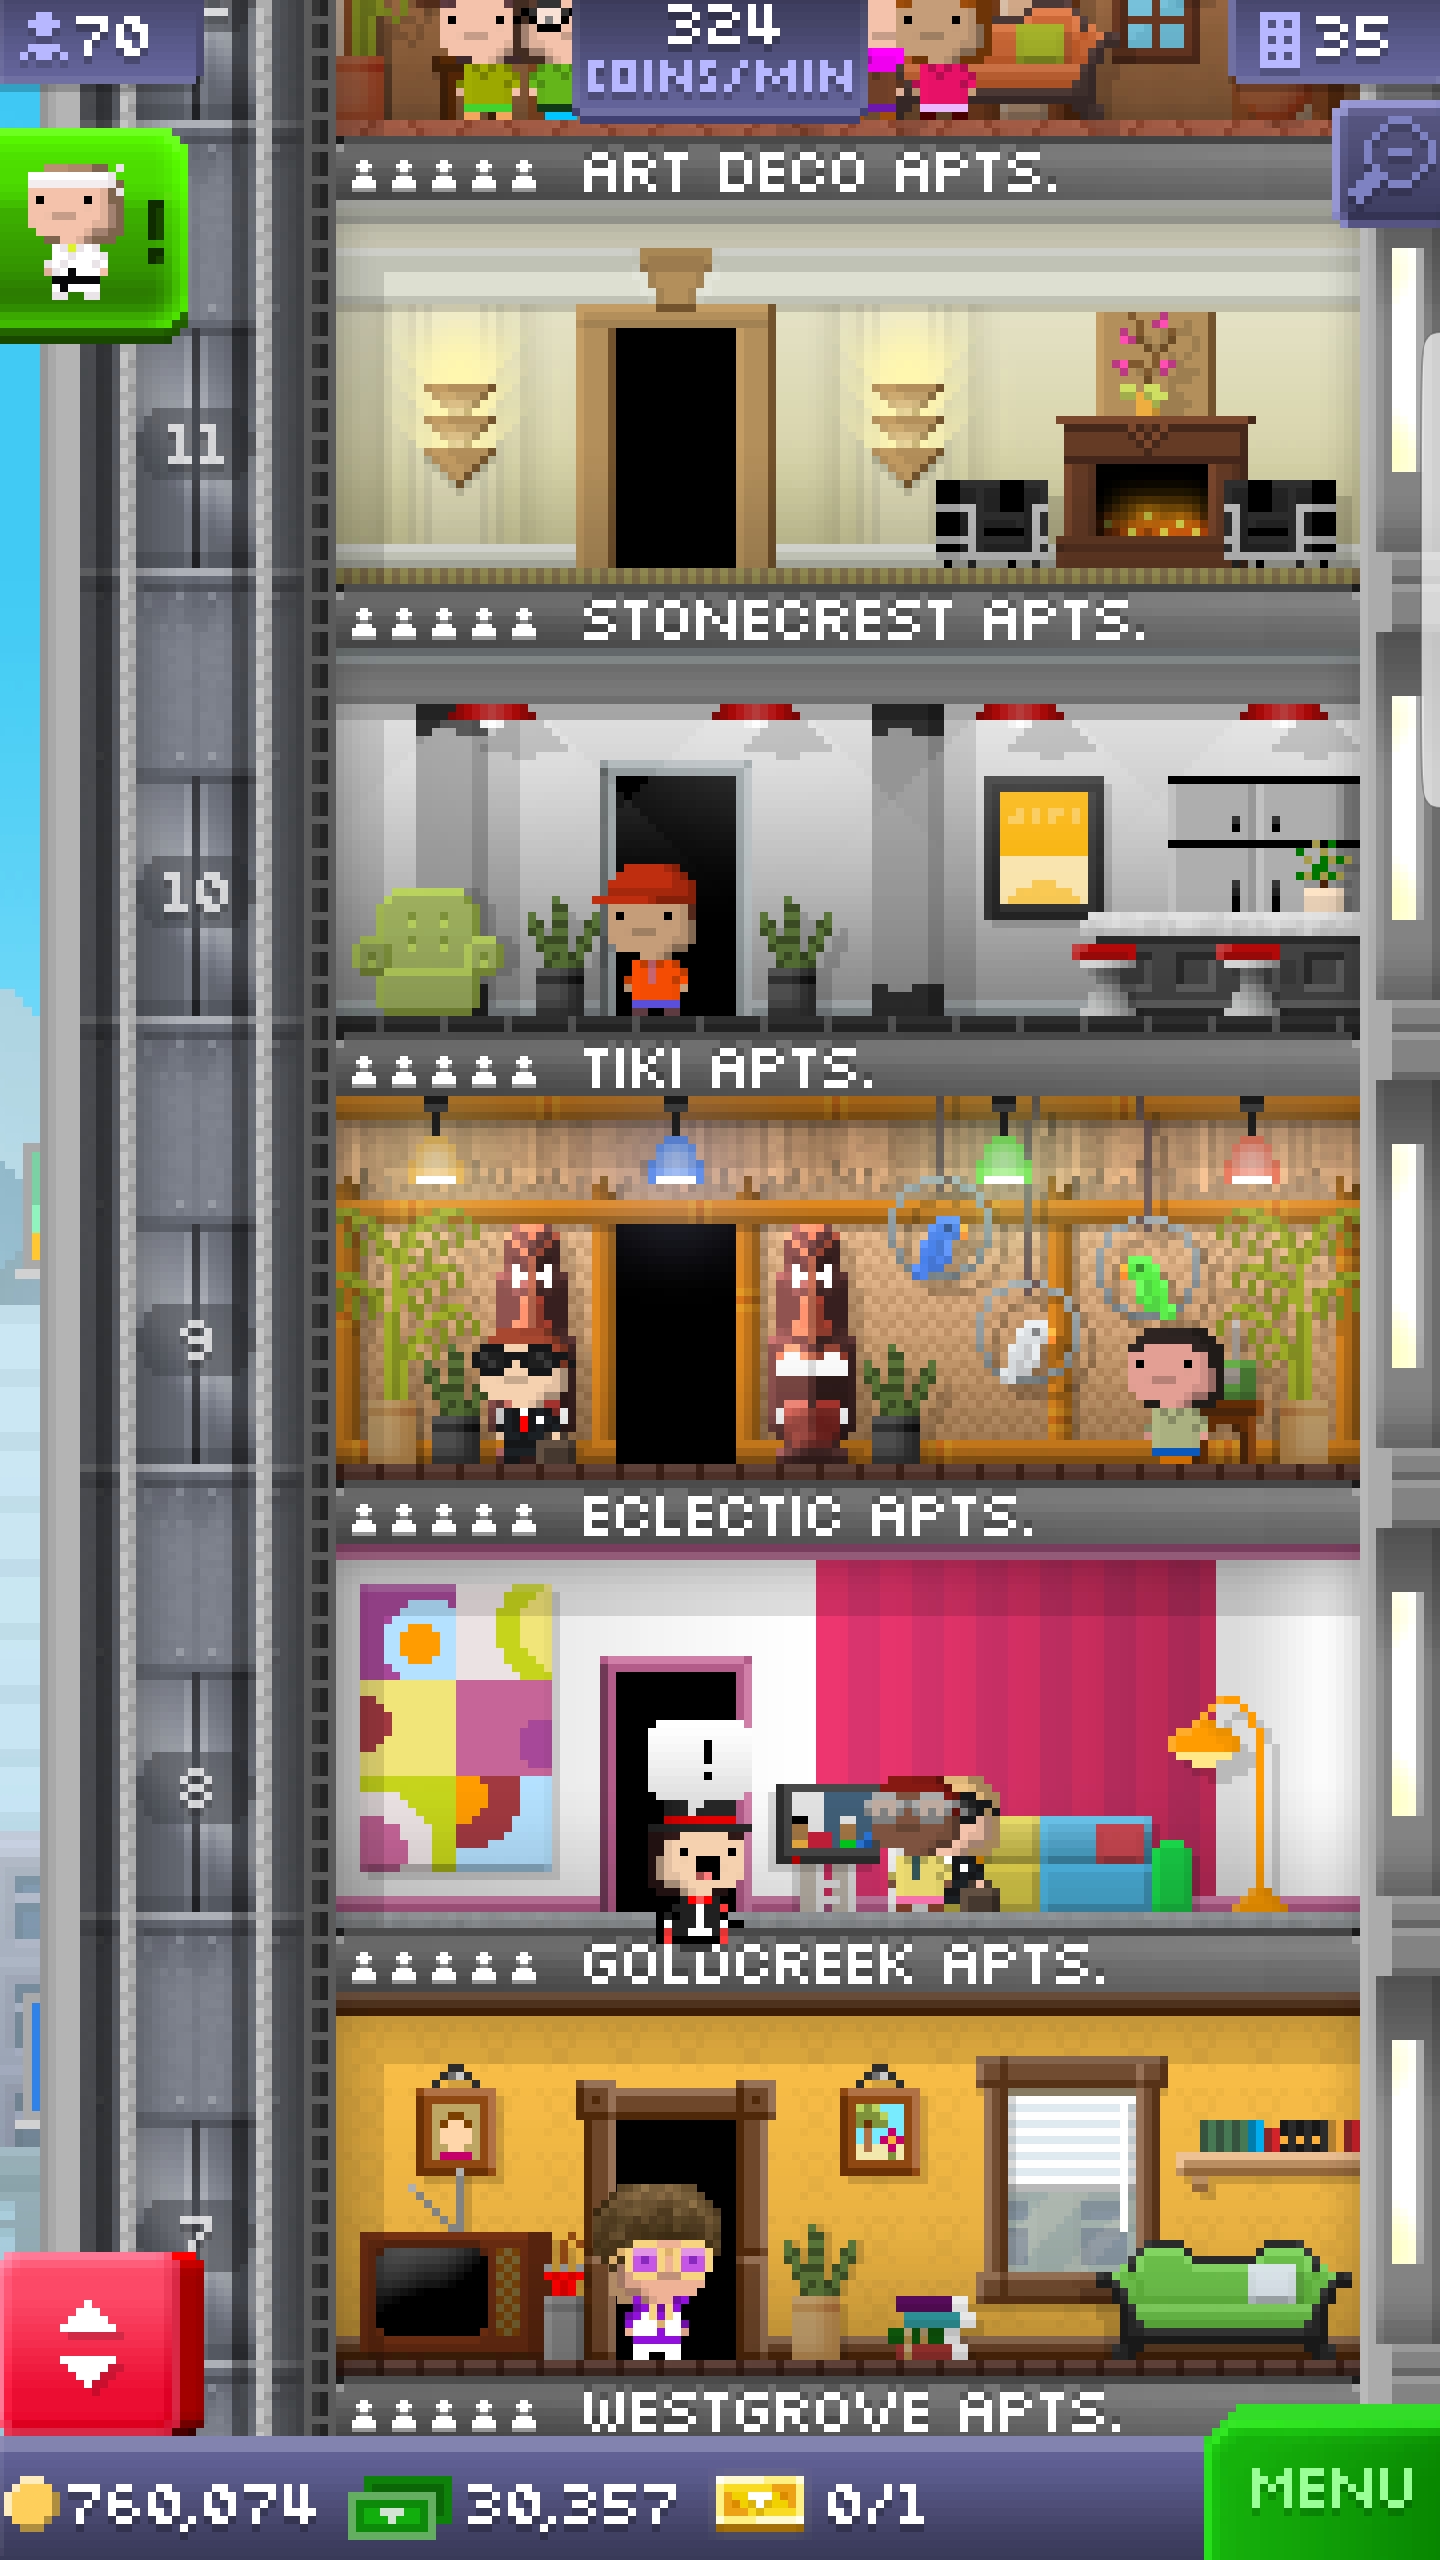 70
324
COINS/MIN
35
!
ART DECO APTS.
11
STONECREST APTS.
10
TIKI APTS.
9
ECLECTIC APTS.
!
8
GOLDCREEK APTS.
7
WESTGROVE APTS.
760,074
30,357
0/1
MENU